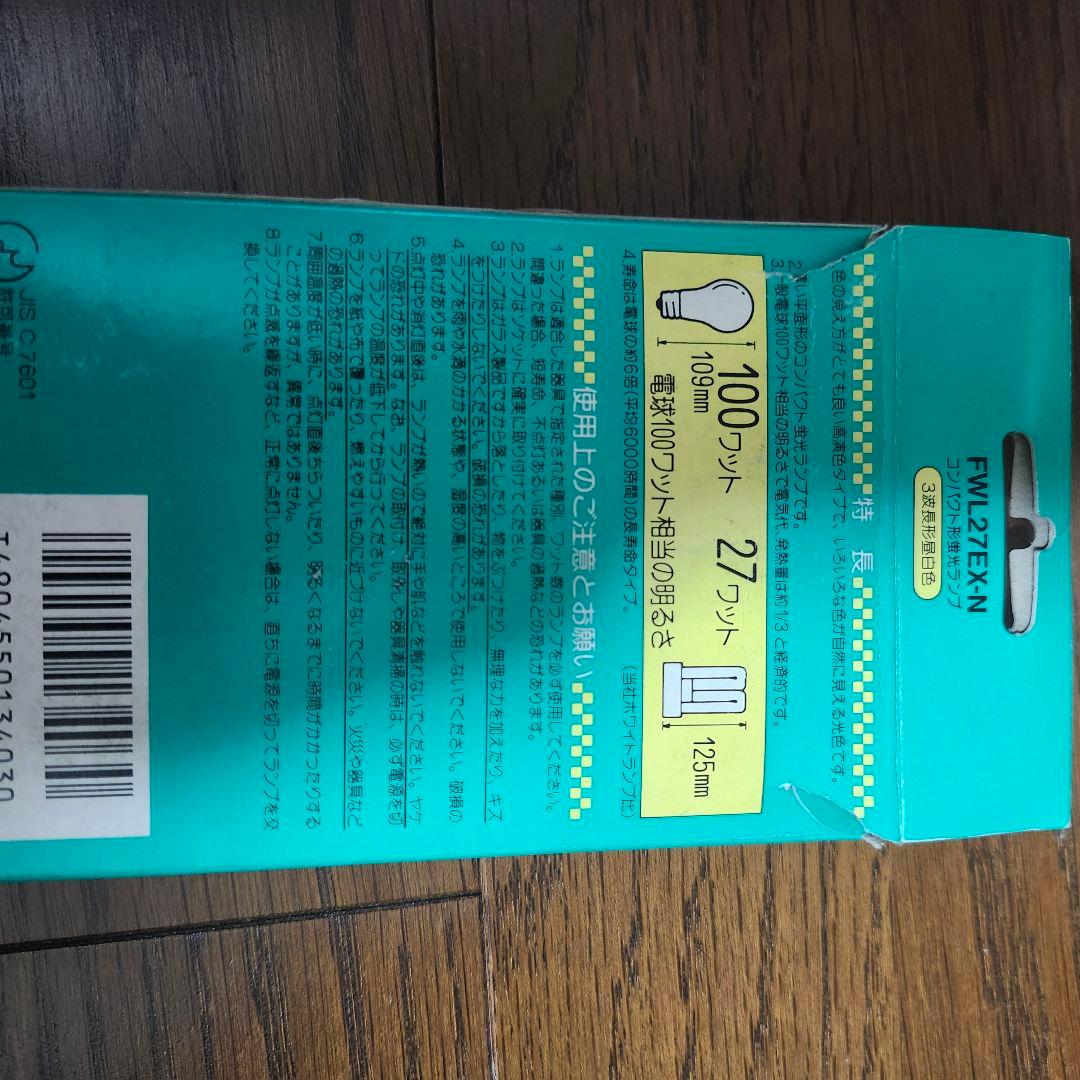 FWL27EX-N
コンパクト形蛍光ランプ
3波長形昼白色
特 長
色の見え方がとても良い高演色タイプで、いろいろな色が自然に見える光色です。
2. 平面形のコンパクト蛍光ランプです。
3. 般電球100ワット相当の明るさで電気代、発熱量は約1/3と経済的です。
100ワット 27ワット
109mm 125mm
電球100ワット相当の明るさ
4.寿命は電球の約6倍(平均6000時間)の長寿命タイプ。 (当社ホワイトランプ比)
使用上のご注意とお願い
1.ランプは適合した器具で指定された種別、ワット数のランプを必ず使用してください。
間違った場合、短寿命、不点灯あるいは器具の過熱などの恐れがあります。
2.ランプはソケットに確実に取り付けてください。
3.ランプはガラス製品ですから落としたり、物をぶつけたり、無理な力を加えたり、キズ
をつけたりしないでください。破損の恐れがあります。
4.ランプを雨や水滴のかかる状態や、湿度の高いところで使用しないでください。破損の
恐れがあります。
5.点灯中や消灯直後は、ランプが熱いので絶対に手や肌などを触れないでください。ヤケ
ドの恐れがあります。なお、ランプの取付け、取外しや器具清掃の時は、必ず電源を切
ってランプの温度が低下してから行ってください。
6.ランプを紙や布で覆ったり、燃えやすいものに近づけないでください。火災や器具など
の過熱の恐れがあります。
7.周囲温度が低い時に、点灯直後ちらついたり、明るくなるまでに時間がかかったりする
ことがありますが、異常ではありません。
8.ランプが点滅を繰返すなど、正常に点灯しない場合は、直ちに電源を切ってランプを交
換してください。
JIS C 7601
許可番号
T4904550134030